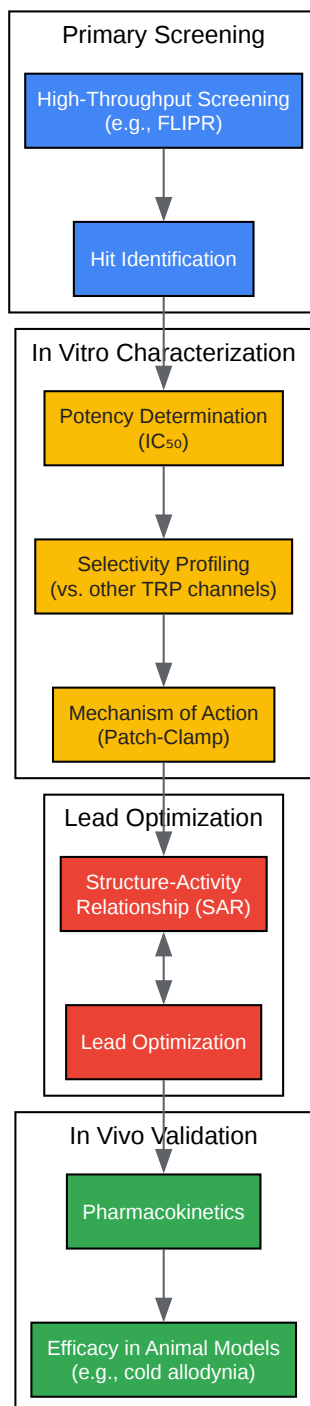 Primary Screening
High-Throughput Screening
(e.g., FLIPR)
Hit Identification
In Vitro Characterization
Potency Determination
(IC₅₀)
Selectivity Profiling
(vs. other TRP channels)
Mechanism of Action
(Patch-Clamp)
Lead Optimization
Structure-Activity
Relationship (SAR)
Lead Optimization
In Vivo Validation
Pharmacokinetics
Efficacy in Animal Models
(e.g., cold allodynia)